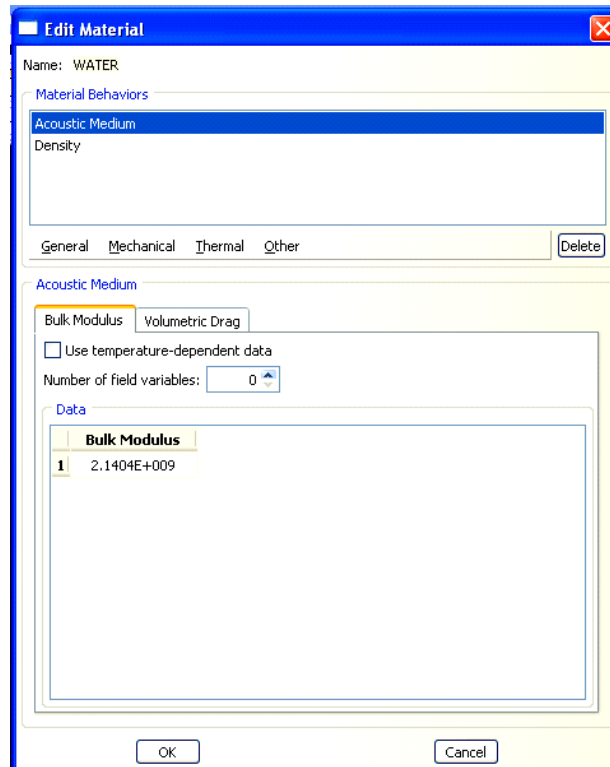 Edit Material
Name: WATER
Material Behaviors
Acoustic Medium
Density
General Mechanical Thermal Other Delete
Acoustic Medium
Bulk Modulus Volumetric Drag
Use temperature-dependent data
Number of field variables: 0
Data
Bulk Modulus
1 2.1404E+009
OK Cancel